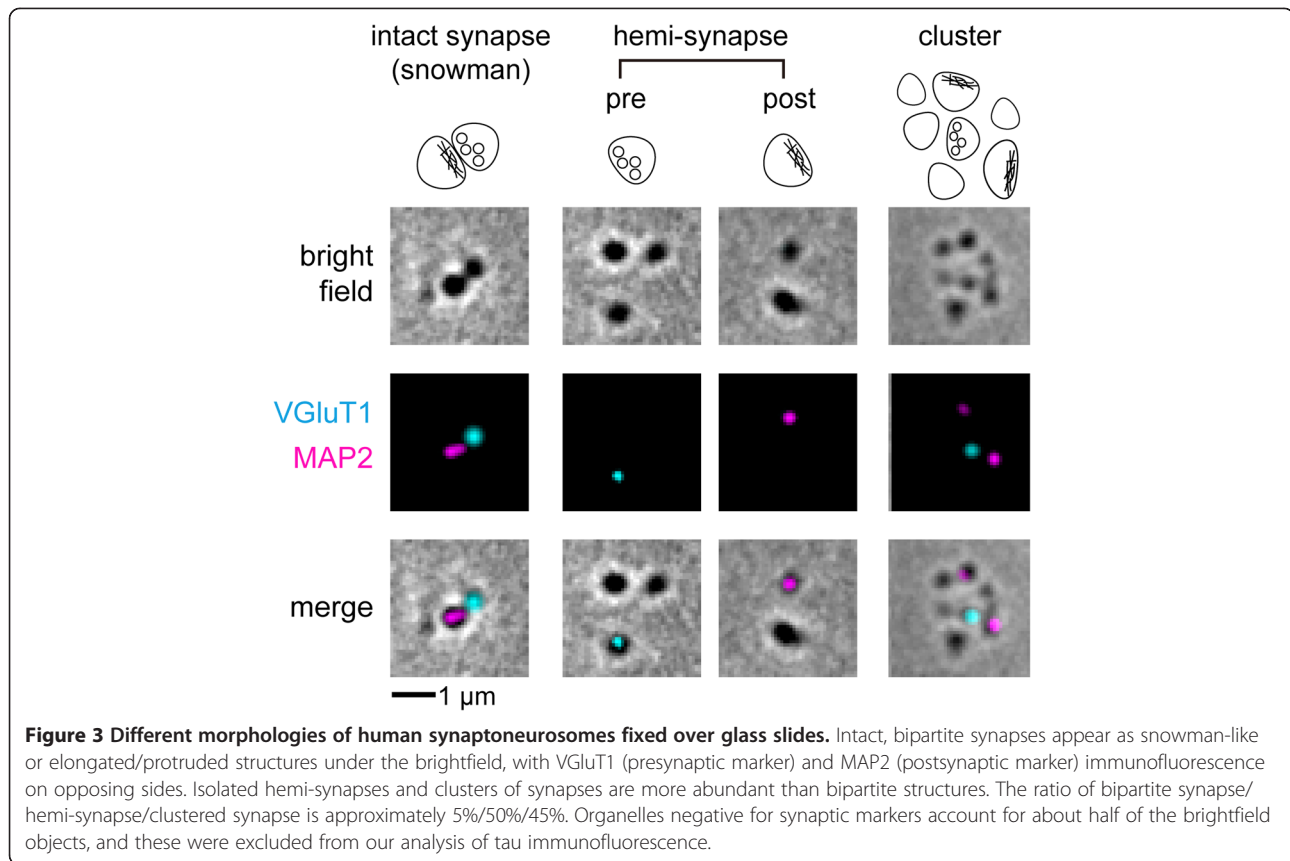 intact synapse
(snowman)
hemi-synapse
cluster
pre
post
bright
field
VGluT1
MAP2
merge
1 μm
Figure 3 Different morphologies of human synaptoneurosomes fixed over glass slides. Intact, bipartite synapses appear as snowman-like
or elongated/protruded structures under the brightfield, with VGluT1 (presynaptic marker) and MAP2 (postsynaptic marker) immunofluorescence
on opposing sides. Isolated hemi-synapses and clusters of synapses are more abundant than bipartite structures. The ratio of bipartite synapse/
hemi-synapse/clustered synapse is approximately 5%/50%/45%. Organelles negative for synaptic markers account for about half of the brightfield
objects, and these were excluded from our analysis of tau immunofluorescence.